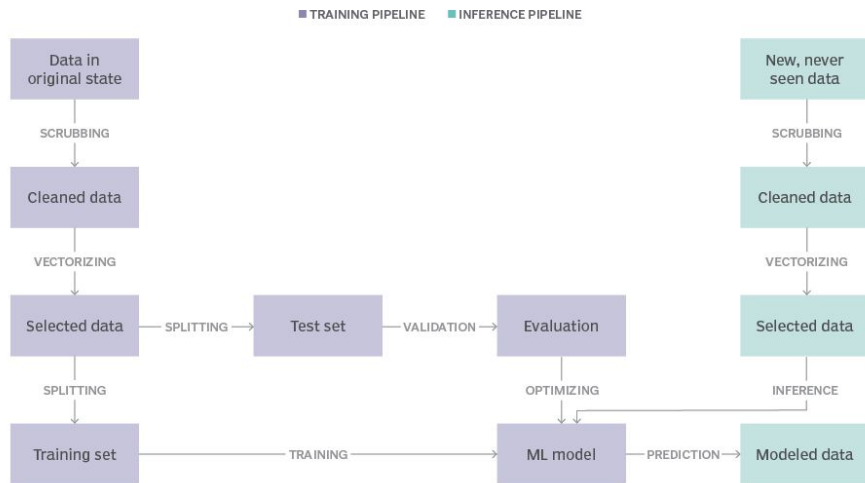 TRAINING PIPELINE
INFERENCE PIPELINE
Data in
original state
New, never
seen data
SCRUBBING
SCRUBBING
Cleaned data
Cleaned data
VECTORIZING
VECTORIZING
Selected data
SPLITTING
Test set
VALIDATION
Evaluation
Selected data
SPLITTING
OPTIMIZING
INFERENCE
Training set
TRAINING
ML model
PREDICTION
Modeled data